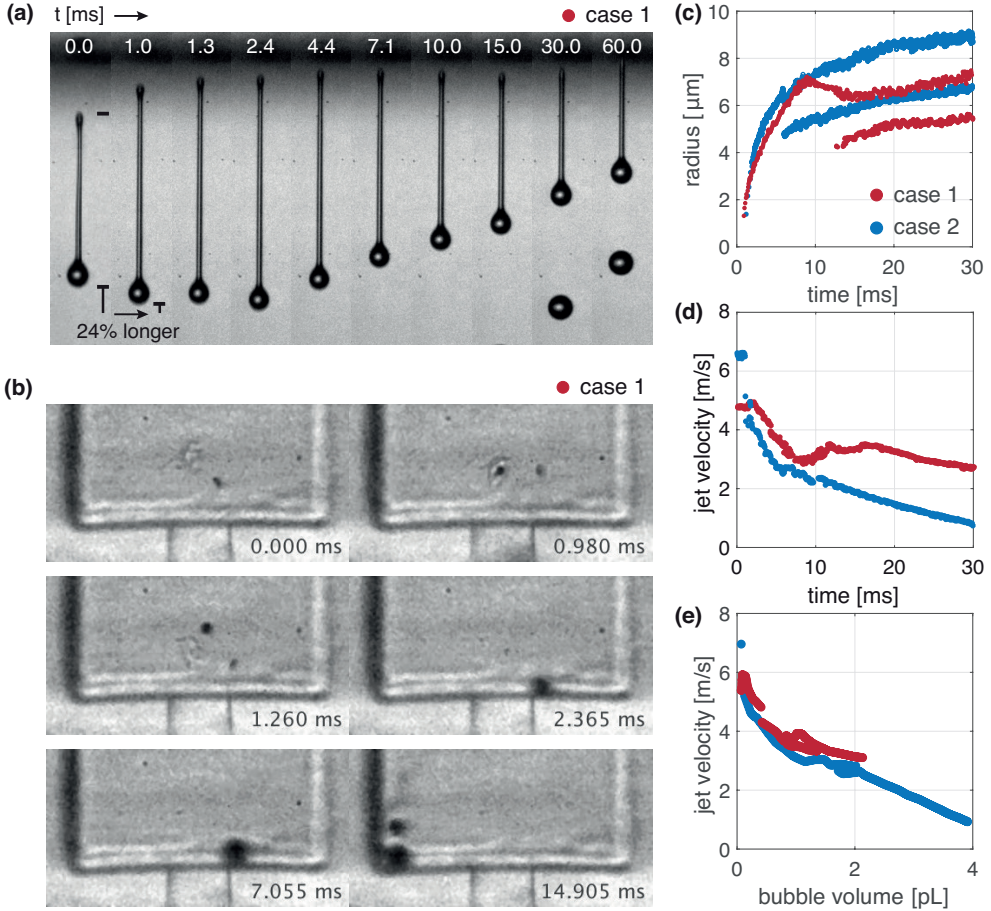 (a) t [ms] case 1
0.0 1.0 1.3 2.4 4.4 7.1 10.0 15.0 30.0 60.0
24% longer
(b) case 1
0.000 ms 0.980 ms
1.260 ms 2.365 ms
7.055 ms 14.905 ms
(c)
10
8
6
4
2
0
radius [µm]
case 1
case 2
0 10 20 30
time [ms]
(d)
8
6
4
2
0
jet velocity [m/s]
0 10 20 30
time [ms]
(e)
8
6
4
2
0
jet velocity [m/s]
0 2 4
bubble volume [pL]